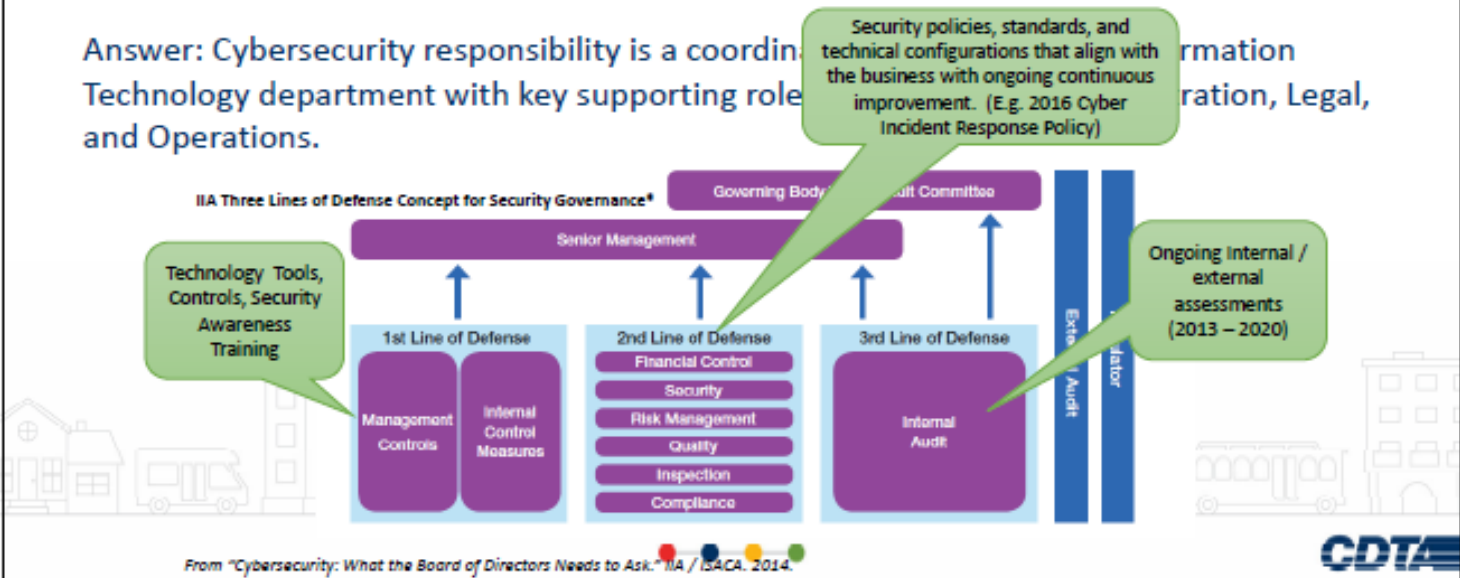 Answer: Cybersecurity responsibility is a coordina rmation
Technology department with key supporting role ration, Legal,
and Operations.
Security policies, standards, and
technical configurations that align with
the business with ongoing continuous
improvement. (E.g. 2016 Cyber
Incident Response Policy)
IIA Three Lines of Defense Concept for Security Governance*
Governing Body Committee
Senior Management
Technology Tools,
Controls, Security
Awareness
Training
Ongoing Internal /
external
assessments
(2013 – 2020)
1st Line of Defense
Management
Controls
Internal
Control
Measures
2nd Line of Defense
Financial Control
Security
Risk Management
Quality
Inspection
Compliance
3rd Line of Defense
Internal
Audit
Audit
From "Cybersecurity: What the Board of Directors Needs to Ask." IIA / ISACA. 2014.
CDTA